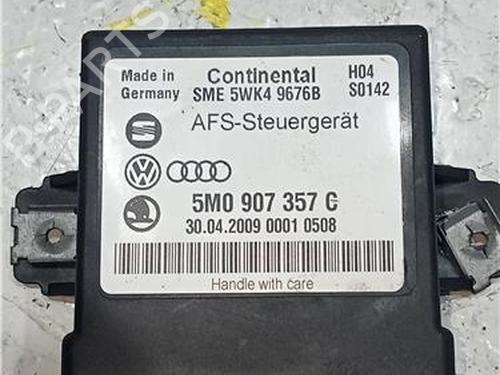 B-PARTS
Made in Continental H04
Germany SME 5WK4 9676B S0142
AFS-Steuergerät
5M0 907 357 C
30.04.2009 0001 0508
Handle with care